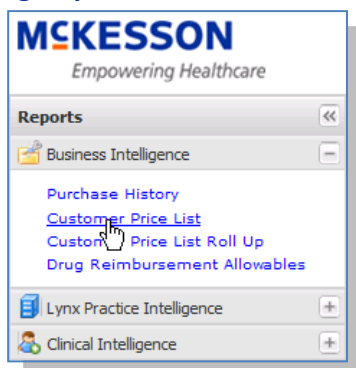 MCKESSON
Empowering Healthcare
Reports
Business Intelligence
Purchase History
Customer Price List
Custom Price List Roll Up
Drug Reimbursement Allowables
Lynx Practice Intelligence
Clinical Intelligence